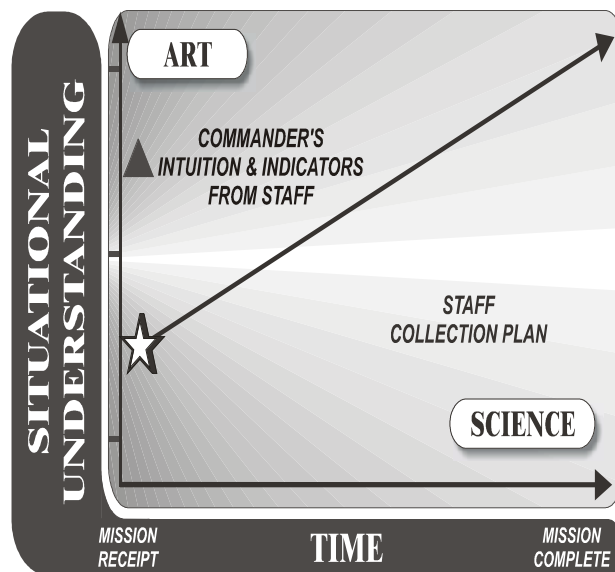 SITUATIONAL
UNDERSTANDING
ART
COMMANDER'S
INTUITION & INDICATORS
FROM STAFF
STAFF
COLLECTION PLAN
SCIENCE
MISSION
RECEIPT
TIME
MISSION
COMPLETE